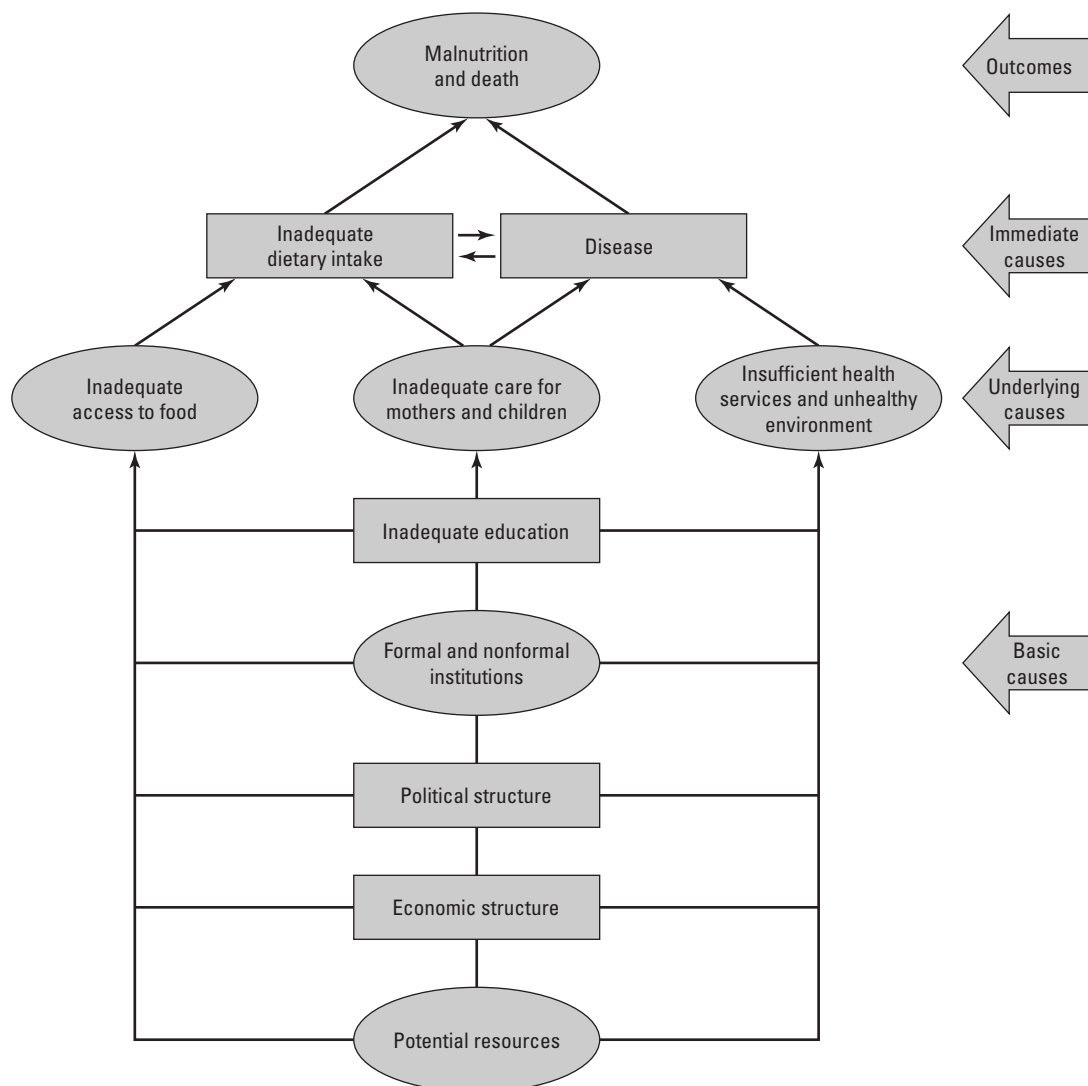 Malnutrition
and death
Outcomes
Inadequate
dietary intake
Disease
Immediate
causes
Inadequate
access to food
Inadequate care for
mothers and children
Insufficient health
services and unhealthy
environment
Underlying
causes
Inadequate education
Formal and nonformal
institutions
Basic
causes
Political structure
Economic structure
Potential resources